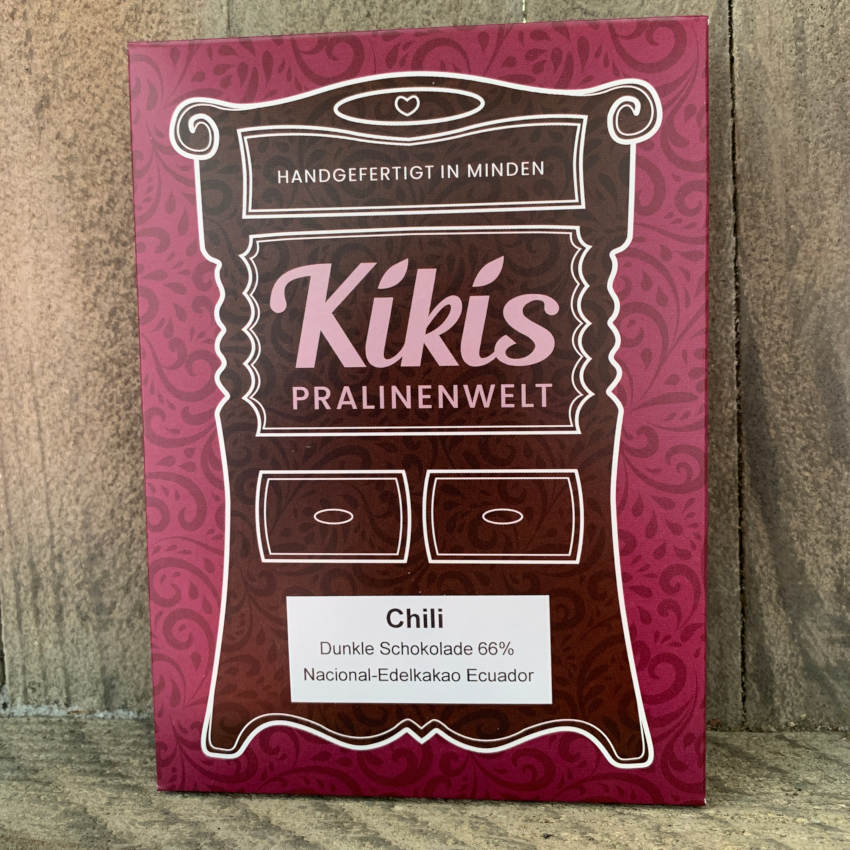 HANDGEFERTIGT IN MINDEN
Kikis
PRALINENWELT
Chili
Dunkle Schokolade 66%
Nacional-Edelkakao Ecuador